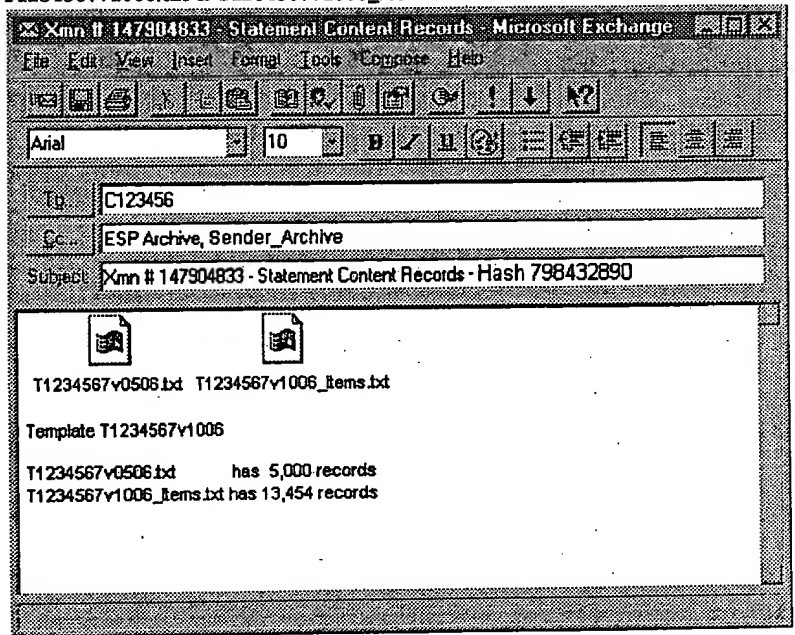 Xmn # 147904833 - Statement Content Records - Microsoft Exchange
File Edit View Insert Format Tools Compose Help
Arial 10 B I U
To... C123456
Cc... ESP Archive, Sender_Archive
Subject: Xmn # 147904833 - Statement Content Records - Hash 798432890
T1234567v0506.txt T1234567v1006_Items.txt
Template T1234567v1006
T1234567v0506.txt has 5,000 records
T1234567v1006_Items.txt has 13,454 records